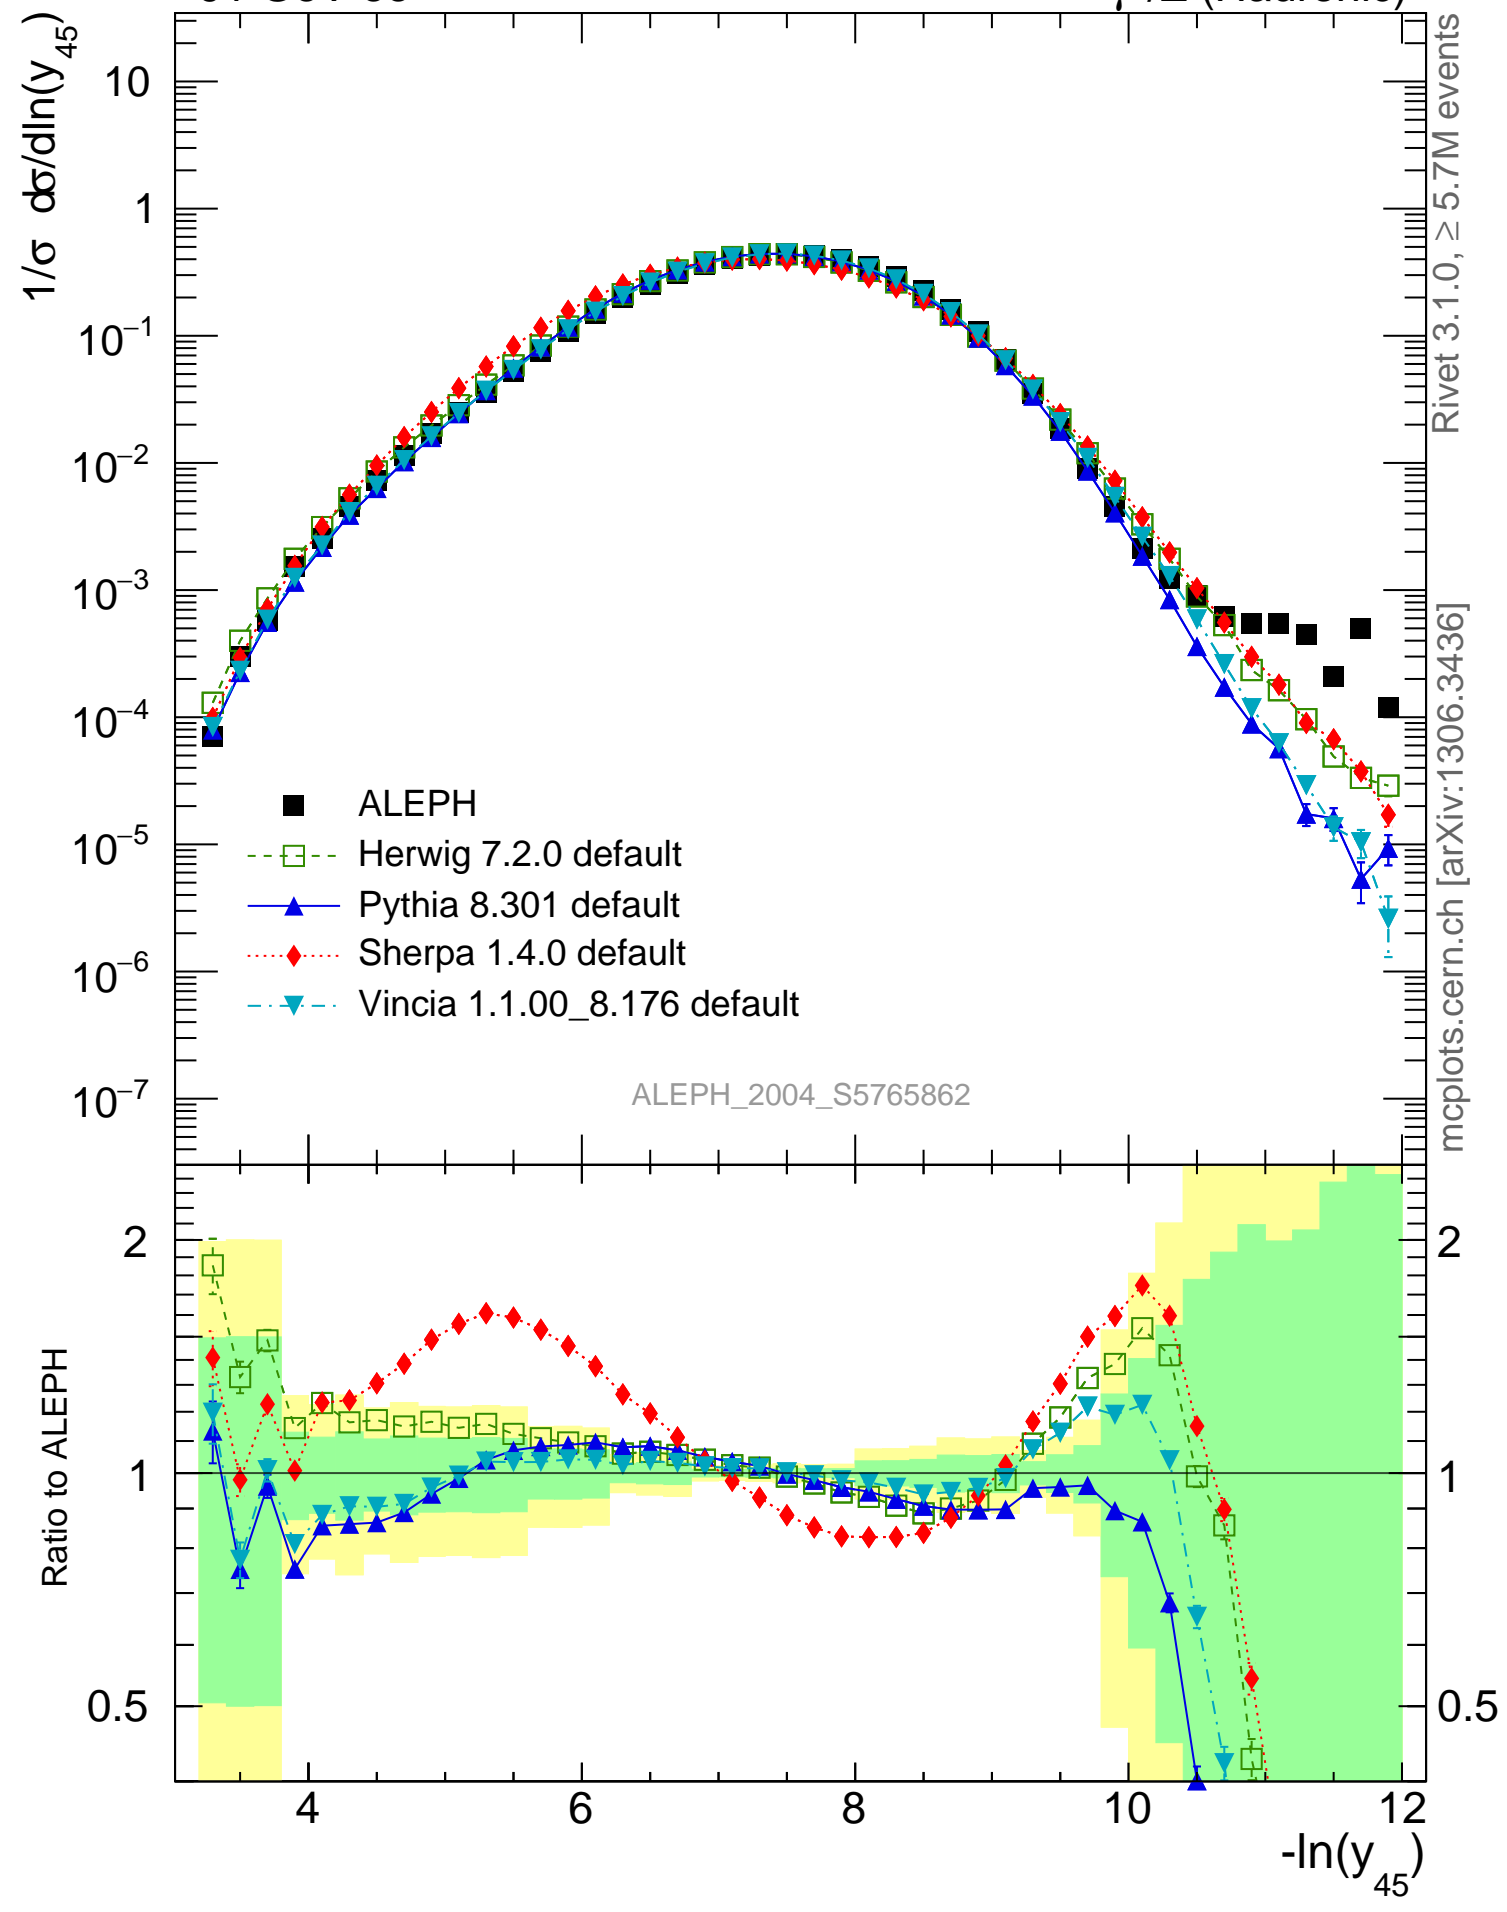 1/σ dσ/dln(y45)
10
1
10−1
10−2
10−3
10−4
10−5
10−6
10−7
ALEPH
Herwig 7.2.0 default
Pythia 8.301 default
Sherpa 1.4.0 default
Vincia 1.1.00_8.176 default
ALEPH_2004_S5765862
Rivet 3.1.0, ≥ 5.7M events
mcplots.cern.ch [arXiv:1306.3436]
Ratio to ALEPH
2
1
0.5
2
1
0.5
4 6 8 10 12
-ln(y45)